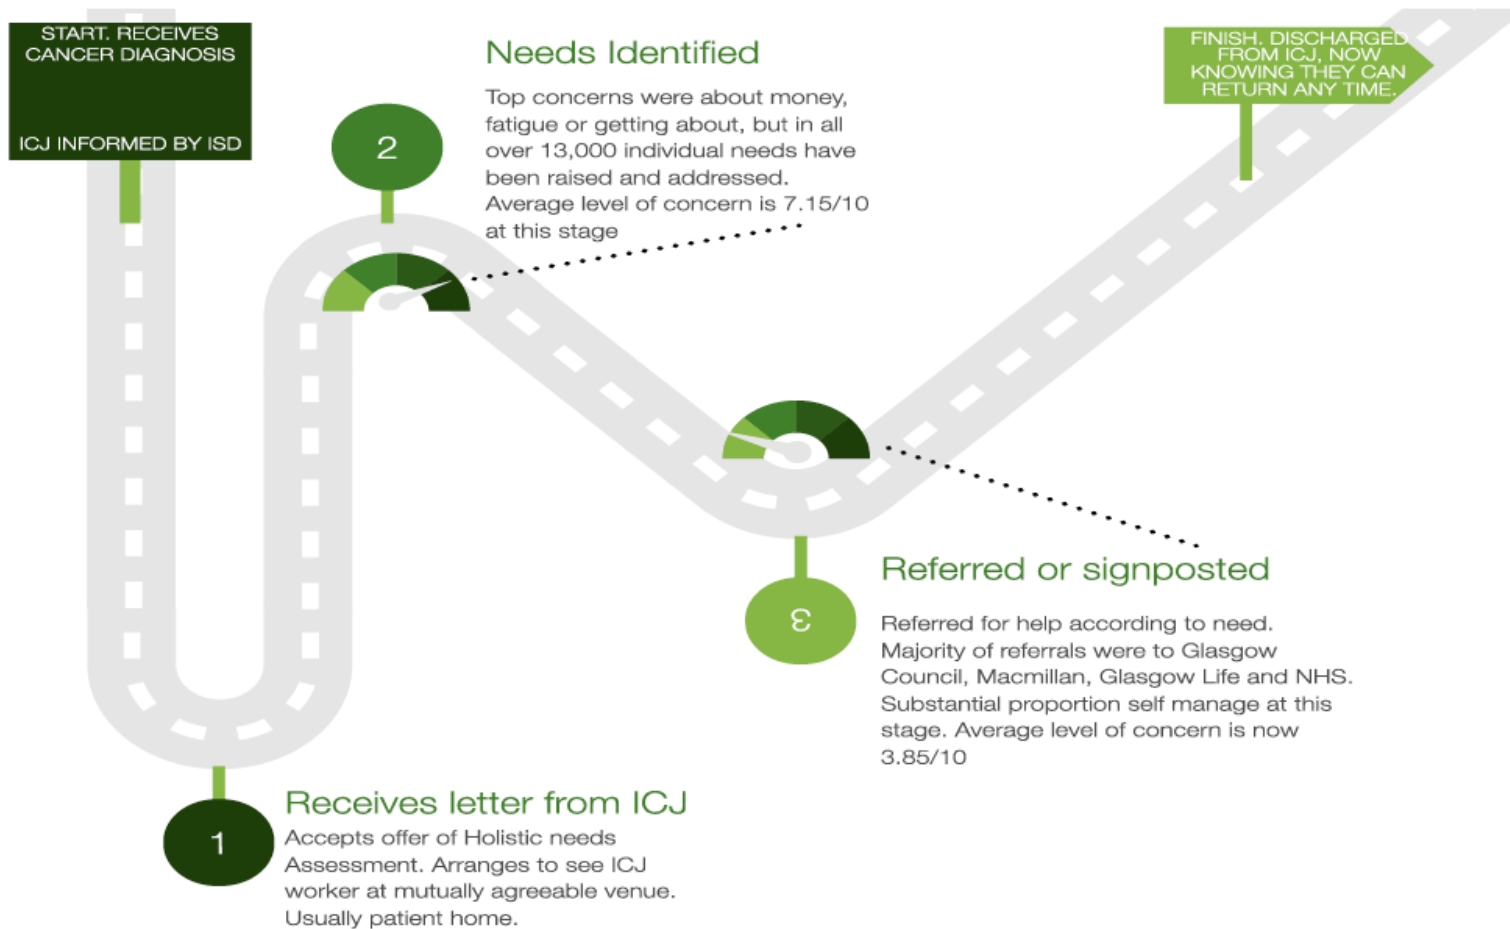 START. RECEIVES
CANCER DIAGNOSIS
ICJ INFORMED BY ISD
1
Receives letter from ICJ
Accepts offer of Holistic needs
Assessment. Arranges to see ICJ
worker at mutually agreeable venue.
Usually patient home.
2
Needs Identified
Top concerns were about money,
fatigue or getting about, but in all
over 13,000 individual needs have
been raised and addressed.
Average level of concern is 7.15/10
at this stage
3
Referred or signposted
Referred for help according to need.
Majority of referrals were to Glasgow
Council, Macmillan, Glasgow Life and NHS.
Substantial proportion self manage at this
stage. Average level of concern is now
3.85/10
FINISH. DISCHARGED
FROM ICJ, NOW
KNOWING THEY CAN
RETURN ANY TIME.